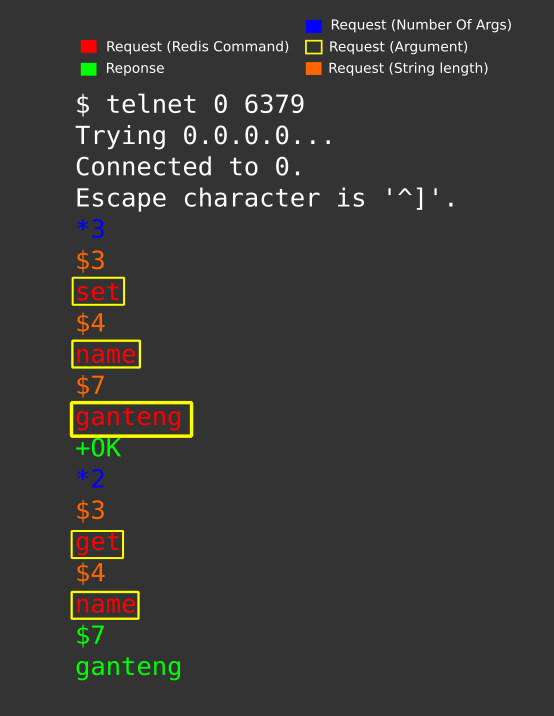 Request (Number Of Args)
Request (Redis Command)
Request (Argument)
Reponse
Request (String length)
$ telnet 0 6379
Trying 0.0.0.0...
Connected to 0.
Escape character is '^]'.
*3
$3
set
$4
name
$7
ganteng
+OK
*2
$3
get
$4
name
$7
ganteng